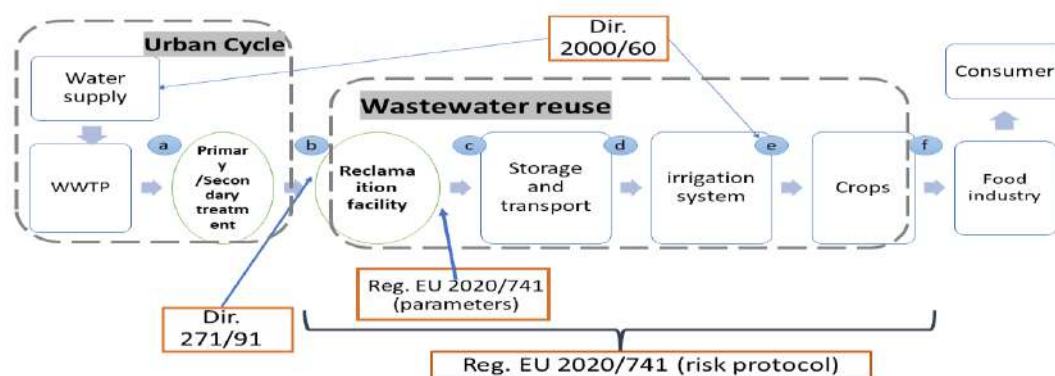 Urban Cycle
Dir.
2000/60
Water
supply
Consumer
Wastewater reuse
a
b
c
d
e
f
WWTP
Primar
y
/Secon
dary
treatm
ent
Reclama
ition
facility
Storage
and
transport
irrigation
system
Crops
Food
industry
Reg. EU 2020/741
(parameters)
Dir.
271/91
Reg. EU 2020/741 (risk protocol)